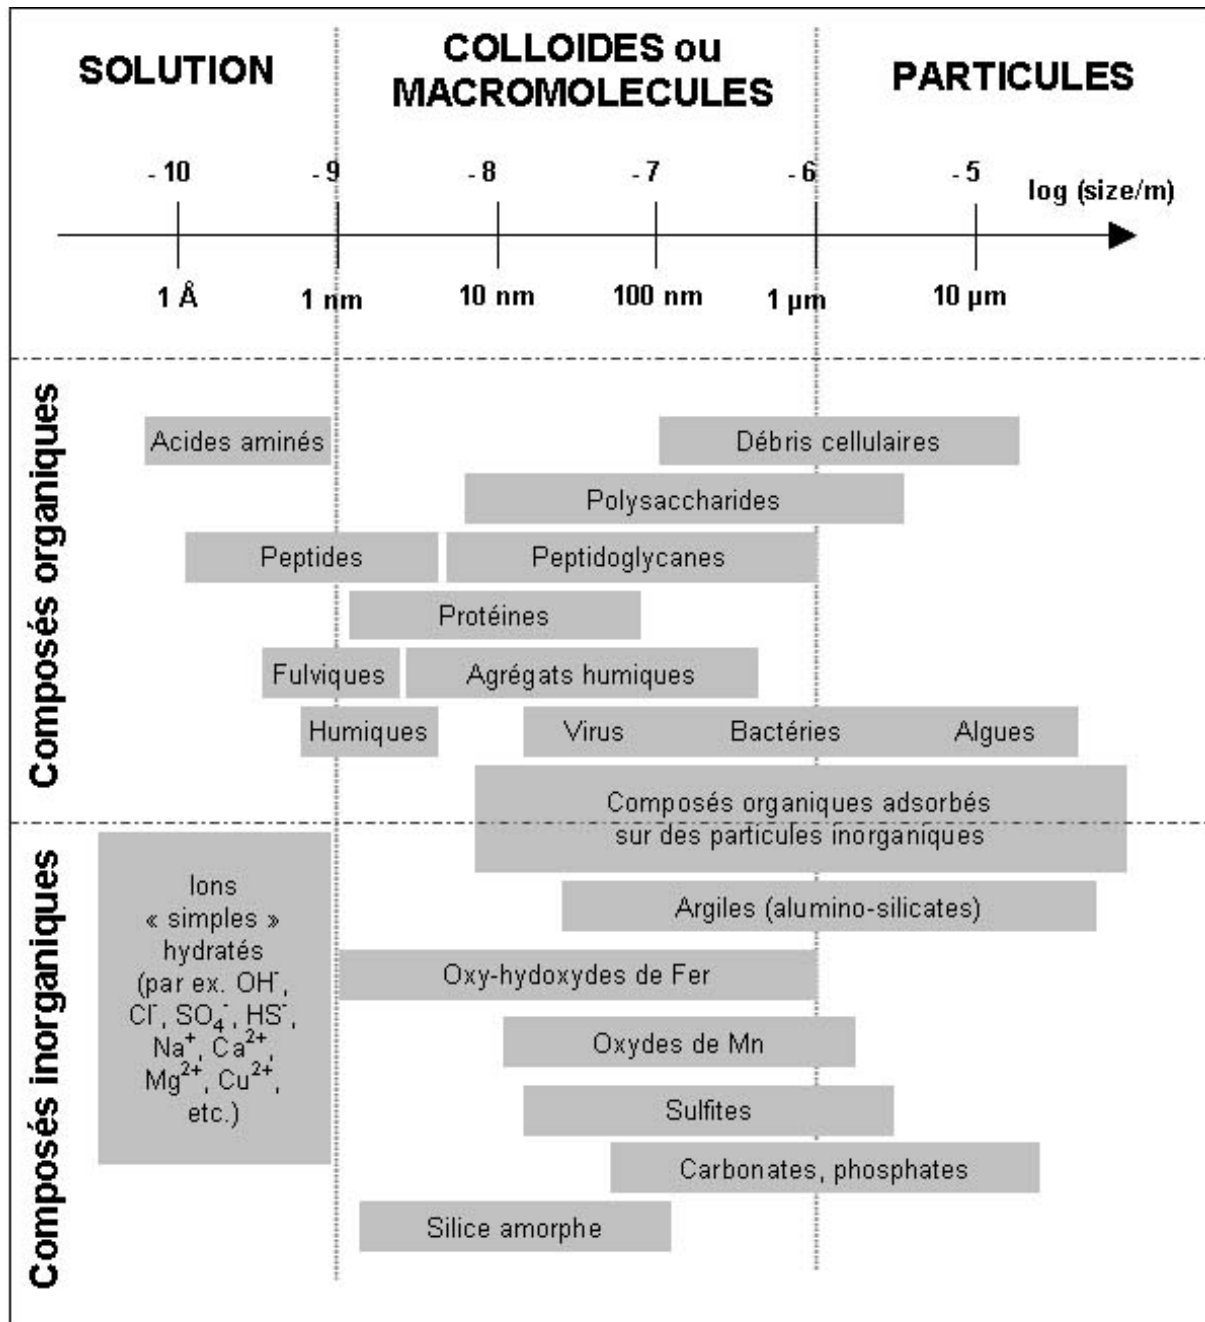 SOLUTION
COLLOIDES ou
MACROMOLECULES
PARTICULES
- 10
- 9
- 8
- 7
- 6
- 5
log (size/m)
1 Å
1 nm
10 nm
100 nm
1 µm
10 µm
Composés organiques
Acides aminés
Débris cellulaires
Polysaccharides
Peptides
Peptidoglycanes
Protéines
Fulviques
Agrégats humiques
Humiques
Virus
Bactéries
Algues
Composés organiques adsorbés
sur des particules inorganiques
Composés inorganiques
Ions
« simples »
hydratés
(par ex. OH⁻,
Cl⁻, SO₄⁻, HS⁻,
Na⁺, Ca²⁺,
Mg²⁺, Cu²⁺,
etc.)
Argiles (alumino-silicates)
Oxy-hydoxydes de Fer
Oxydes de Mn
Sulfites
Carbonates, phosphates
Silice amorphe